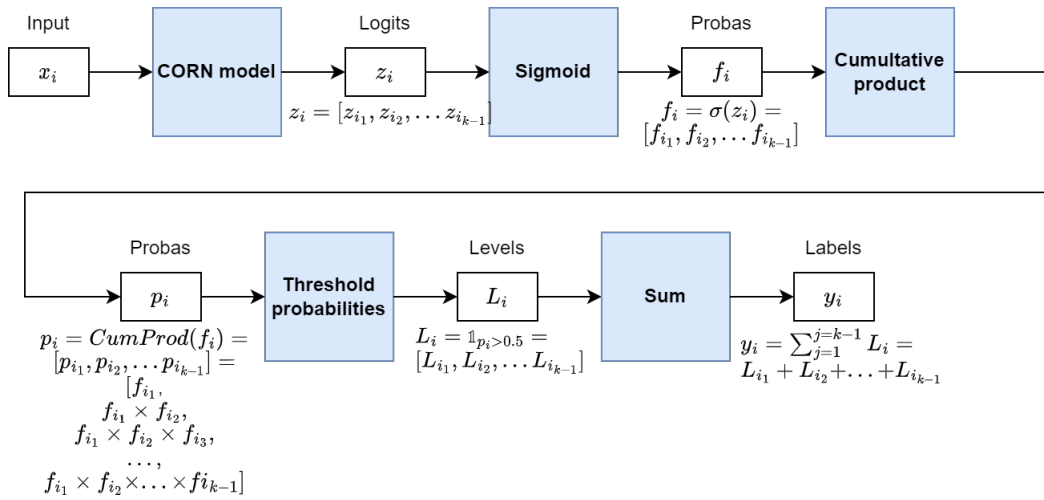 Input
Logits
Probas
x_i
CORN model
z_i
Sigmoid
f_i
Cumultative
product
z_i = [z_{i_1}, z_{i_2}, … z_{i_{k-1}}]
f_i = σ(z_i) =
[f_{i_1}, f_{i_2}, … f_{i_{k-1}}]
Probas
Levels
Labels
p_i
Threshold
probabilities
L_i
Sum
y_i
p_i = CumProd(f_i) =
[p_{i_1}, p_{i_2}, … p_{i_{k-1}}] =
[f_{i_1},
f_{i_1} × f_{i_2},
f_{i_1} × f_{i_2} × f_{i_3},
…,
f_{i_1} × f_{i_2} × … × fi_{k-1}]
L_i = 𝟙_{p_i>0.5} =
[L_{i_1}, L_{i_2}, … L_{i_{k-1}}]
y_i = ∑_{j=1}^{j=k-1} L_i =
L_{i_1} + L_{i_2} + … + L_{i_{k-1}}